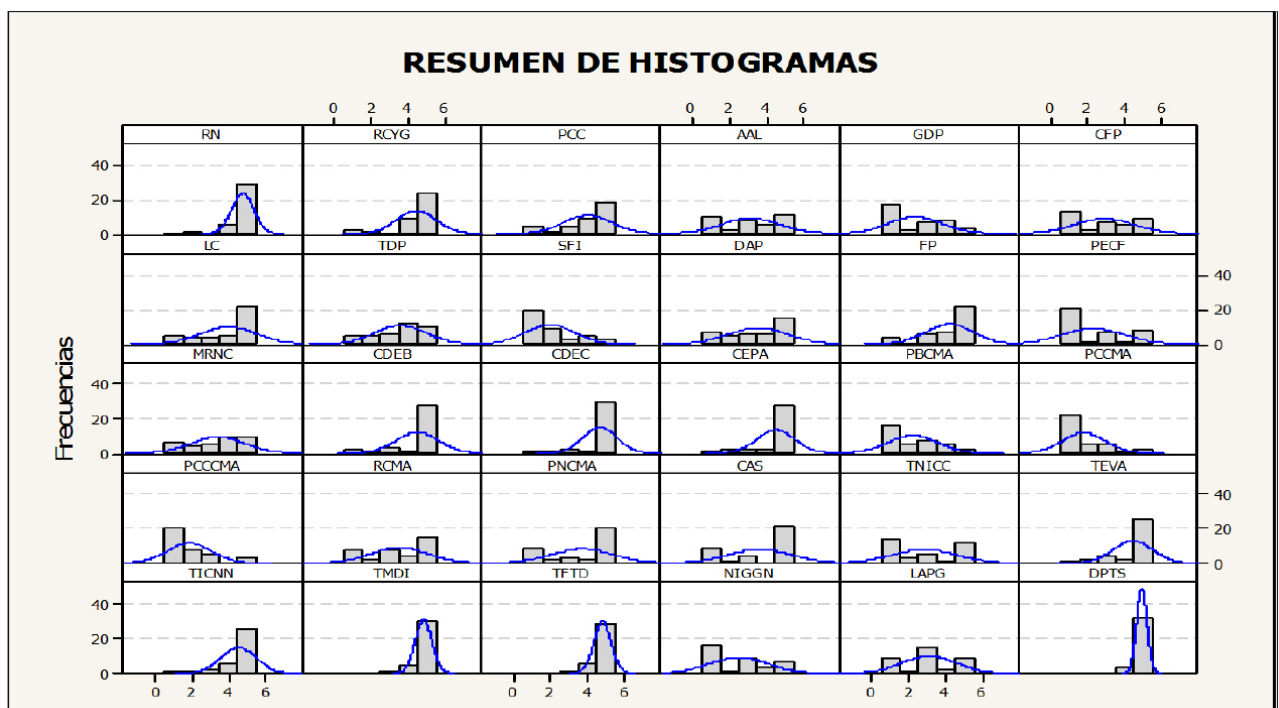 RESUMEN DE HISTOGRAMAS
0 2 4 6 0 2 4 6 0 2 4 6
RN RCYG PCC AAL GDP CFP
40
20
0
LC TDP SFI DAP FP PECF
40
20
0
MRNC CDEB CDEC CEPA PBCMA PCCMA
40
20
0
PCCCMA RCMA PNCMA CAS TNICC TEVA
40
20
0
TICNN TMDI TFTD NIGGN LAPG DPTS
40
20
0
0 2 4 6 0 2 4 6 0 2 4 6
Frecuencias